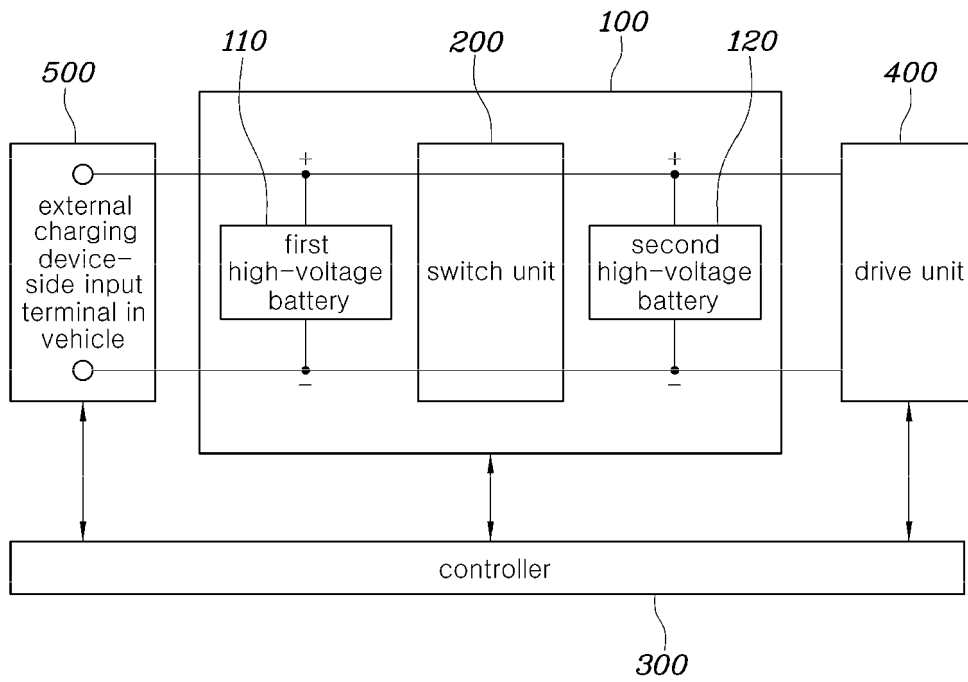 110
200
100
120
500
400
+
+
external
charging
device-
side input
terminal in
vehicle
first
high-voltage
battery
switch unit
second
high-voltage
battery
drive unit
−
−
controller
300